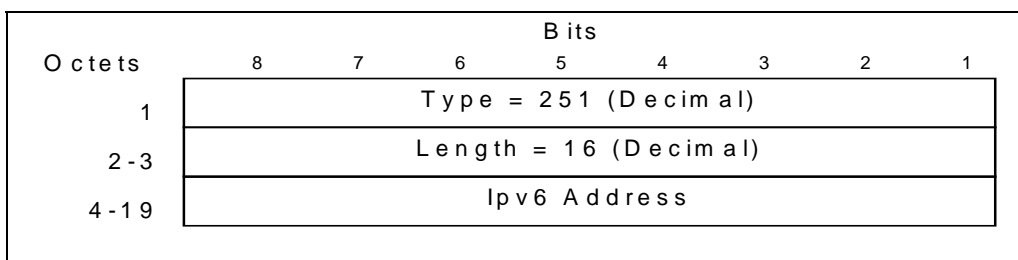 Bits
Octets 8 7 6 5 4 3 2 1
1 Type = 251 (Decimal)
2-3 Length = 16 (Decimal)
4-19 Ipv6 Address